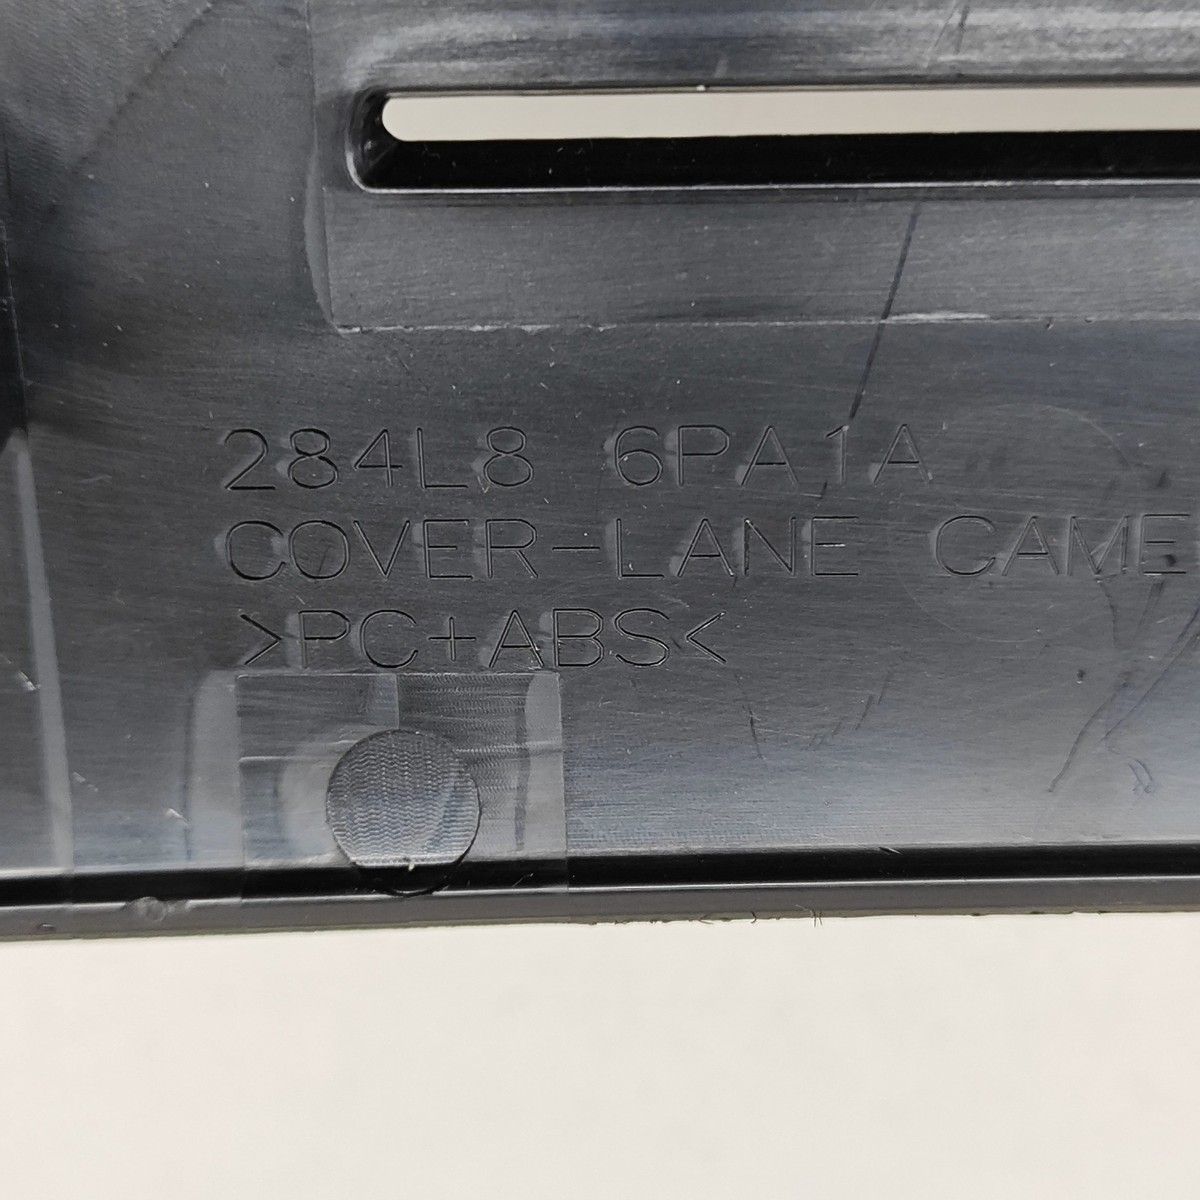 284L8 6PA1A
COVER-LANE CAME
>PC+ABS<